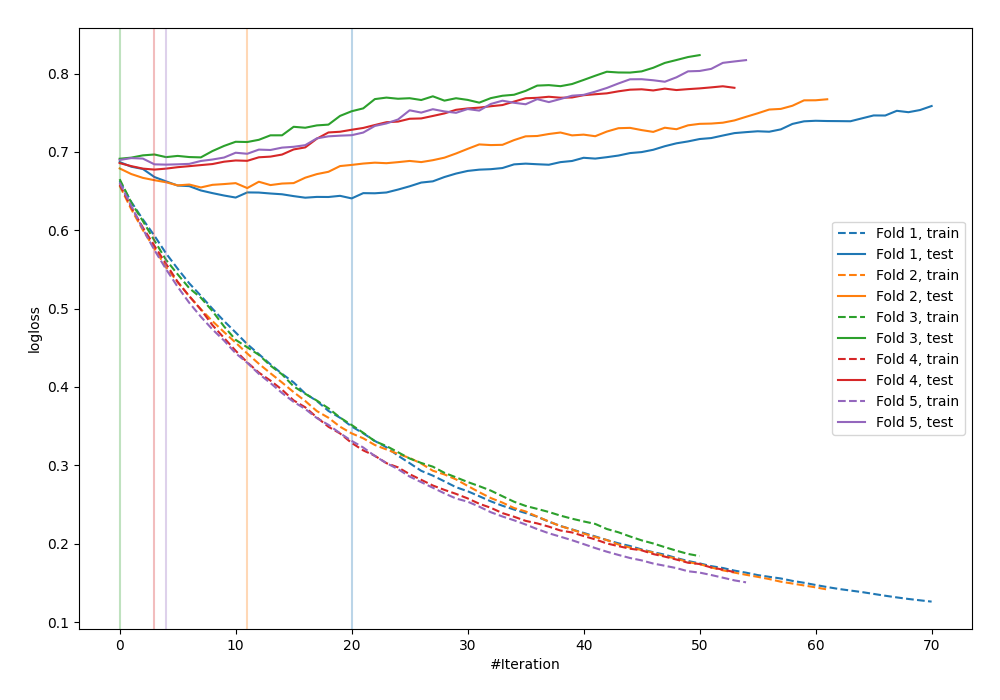 0.8
0.7
0.6
0.5
0.4
0.3
0.2
0.1
logloss
0
10
20
30
40
50
60
70
#Iteration
Fold 1, train
Fold 1, test
Fold 2, train
Fold 2, test
Fold 3, train
Fold 3, test
Fold 4, train
Fold 4, test
Fold 5, train
Fold 5, test